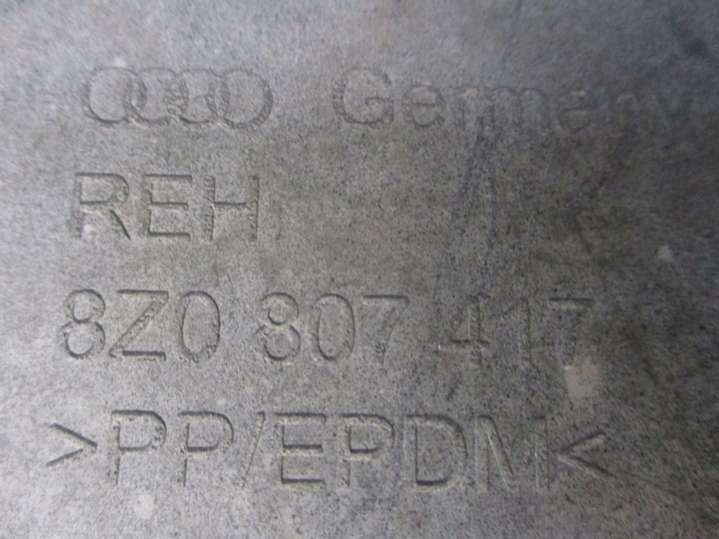 Germany
REH
8Z0 807 417
>PP/EPDM<